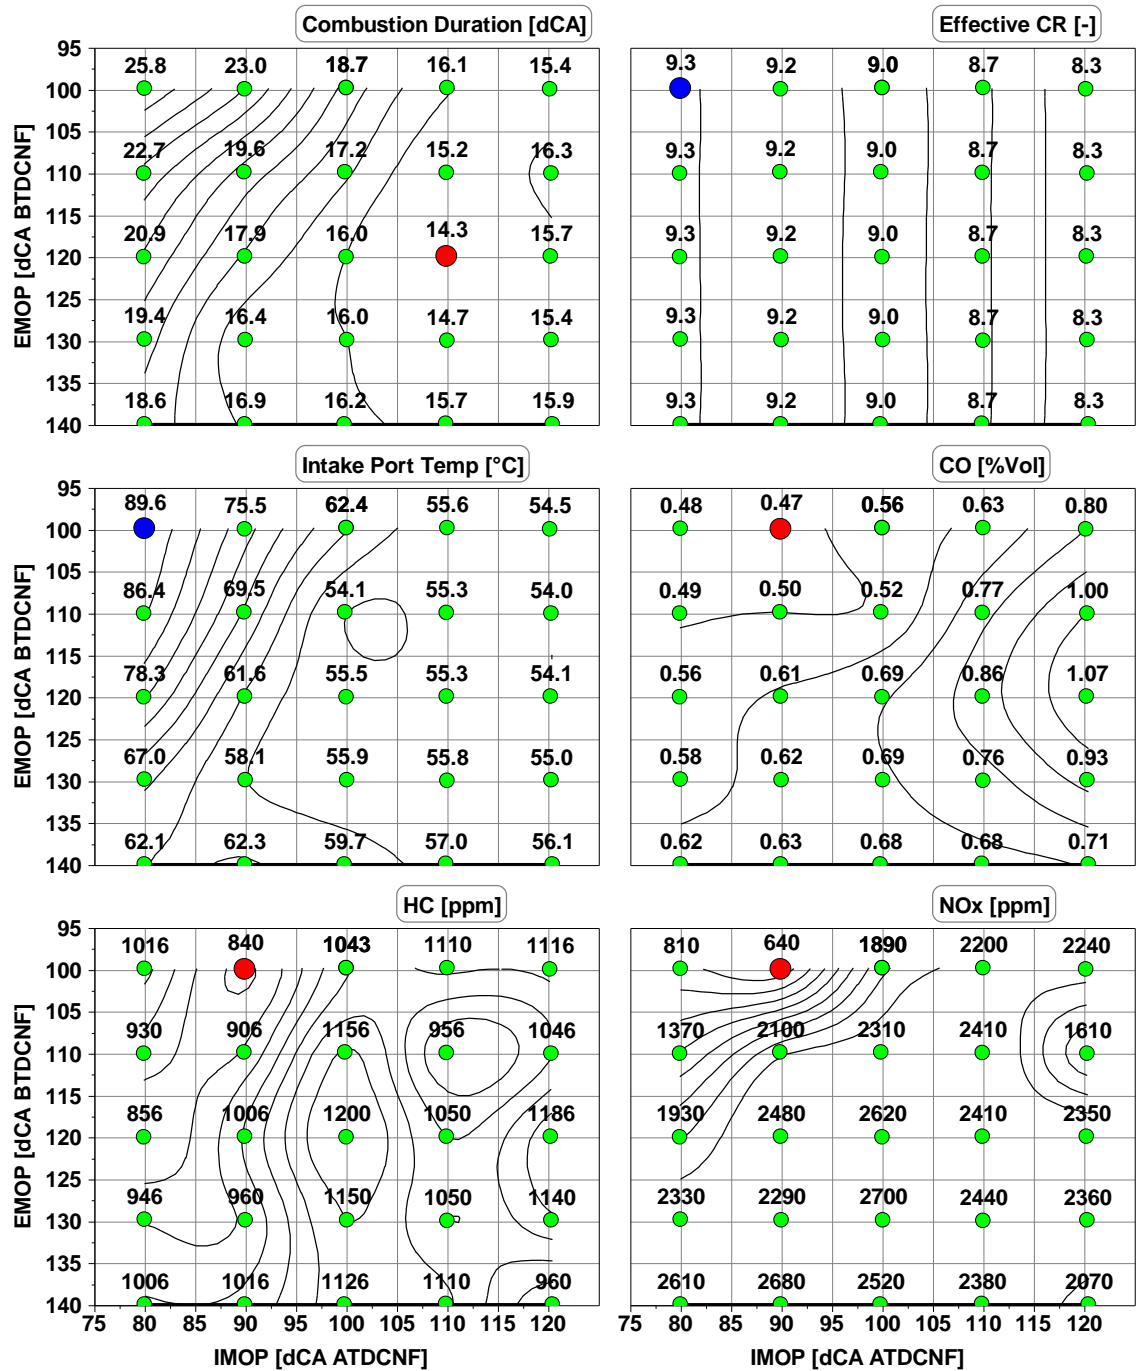 Combustion Duration [dCA]
Effective CR [-]
95
25.8 23.0 18.7 16.1 15.4
9.3 9.2 9.0 8.7 8.3
100
105
22.7 19.6 17.2 15.2 16.3
9.3 9.2 9.0 8.7 8.3
110
115
20.9 17.9 16.0 14.3 15.7
9.3 9.2 9.0 8.7 8.3
120
125
19.4 16.4 16.0 14.7 15.4
9.3 9.2 9.0 8.7 8.3
130
135
18.6 16.9 16.2 15.7 15.9
9.3 9.2 9.0 8.7 8.3
140
EMOP [dCA BTDCNF]
Intake Port Temp [°C]
CO [%Vol]
95
89.6 75.5 62.4 55.6 54.5
0.48 0.47 0.56 0.63 0.80
100
105
86.4 69.5 54.1 55.3 54.0
0.49 0.50 0.52 0.77 1.00
110
115
78.3 61.6 55.5 55.3 54.1
0.56 0.61 0.69 0.86 1.07
120
125
67.0 58.1 55.9 55.8 55.0
0.58 0.62 0.69 0.76 0.93
130
135
62.1 62.3 59.7 57.0 56.1
0.62 0.63 0.68 0.68 0.71
140
EMOP [dCA BTDCNF]
HC [ppm]
NOx [ppm]
95
1016 840 1043 1110 1116
810 640 1890 2200 2240
100
105
930 906 1156 956 1046
1370 2100 2310 2410 1610
110
115
856 1006 1200 1050 1186
1930 2480 2620 2410 2350
120
125
946 960 1150 1050 1140
2330 2290 2700 2440 2360
130
135
1006 1016 1126 1110 960
2610 2680 2520 2380 2070
140
EMOP [dCA BTDCNF]
75 80 85 90 95 100 105 110 115 120
75 80 85 90 95 100 105 110 115 120
IMOP [dCA ATDCNF]
IMOP [dCA ATDCNF]